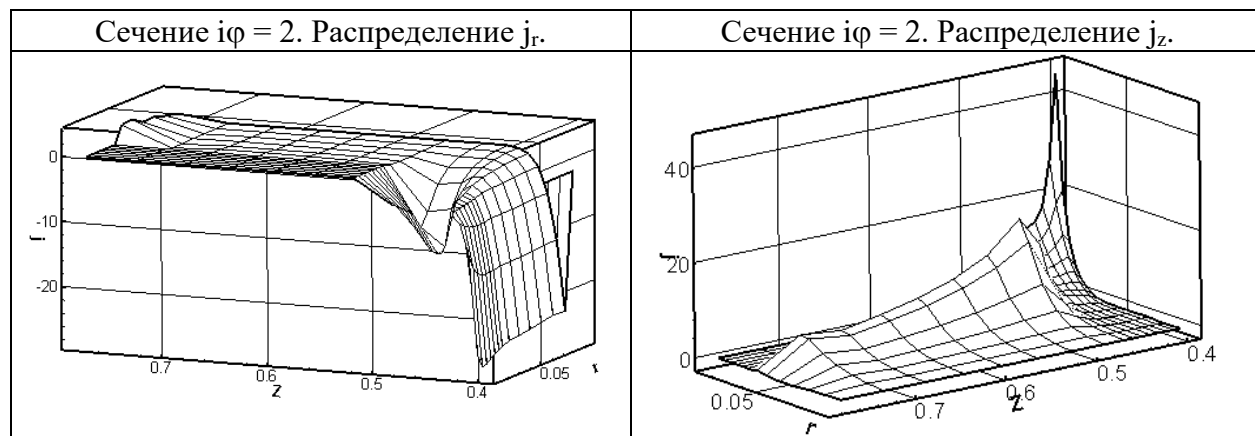 Сечение iφ = 2. Распределение jᵣ.
Сечение iφ = 2. Распределение j_z.
0
-10
-20
j
0.7
0.6
0.5
0.4
z
0.05
r
40
20
0
J
0.05
r
0.7
0.6
0.5
0.4
z